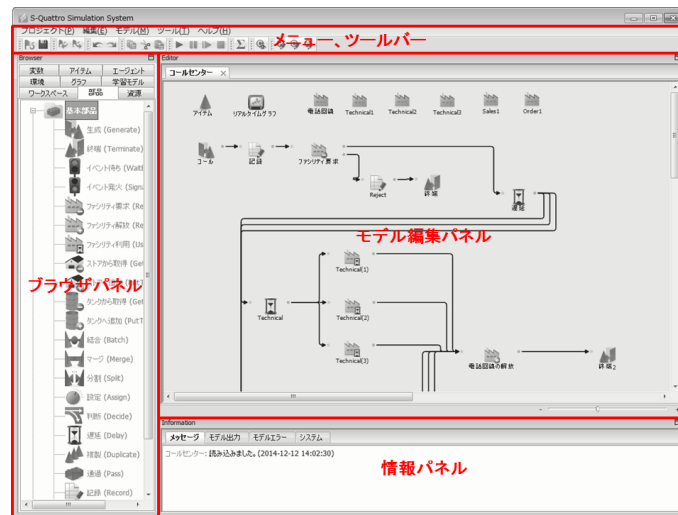 S-Quattro Simulation System
プロジェクト(P) 編集(E) モデル(M) ツール(T) ヘルプ(H)
メニュー、ツールバー
Browser
変数 アイテム エージェント
環境 グラフ 学習モデル
ワークスペース 部品 資源
基本部品
生成 (Generate)
終端 (Terminate)
イベント待ち (Wait
イベント発火 (Sign
ファシリティ要求 (Re
ファシリティ解放 (Re
ファシリティ利用 (Us
ストアから取得 (Get
ブラウザパネル
タンクから取得 (Get
タンクへ追加 (PutT
結合 (Batch)
マージ (Merge)
分割 (Split)
設定 (Assign)
判断 (Decide)
遅延 (Delay)
複製 (Duplicate)
通過 (Pass)
記録 (Record)
Editor
コールセンター ×
アイテム リアルタイムグラフ 電話回線 Technical1 Technical2 Technical3 Sales1 Order1
コール 記録 ファシリティ要求
Reject 終端 遅延
モデル編集パネル
Technical(1)
Technical
Technical(2)
Technical(3)
電話回線の解放 終端2
Information
メッセージ モデル出力 モデルエラー システム
コールセンター: 読み込みました。(2014-12-12 14:02:30)
情報パネル